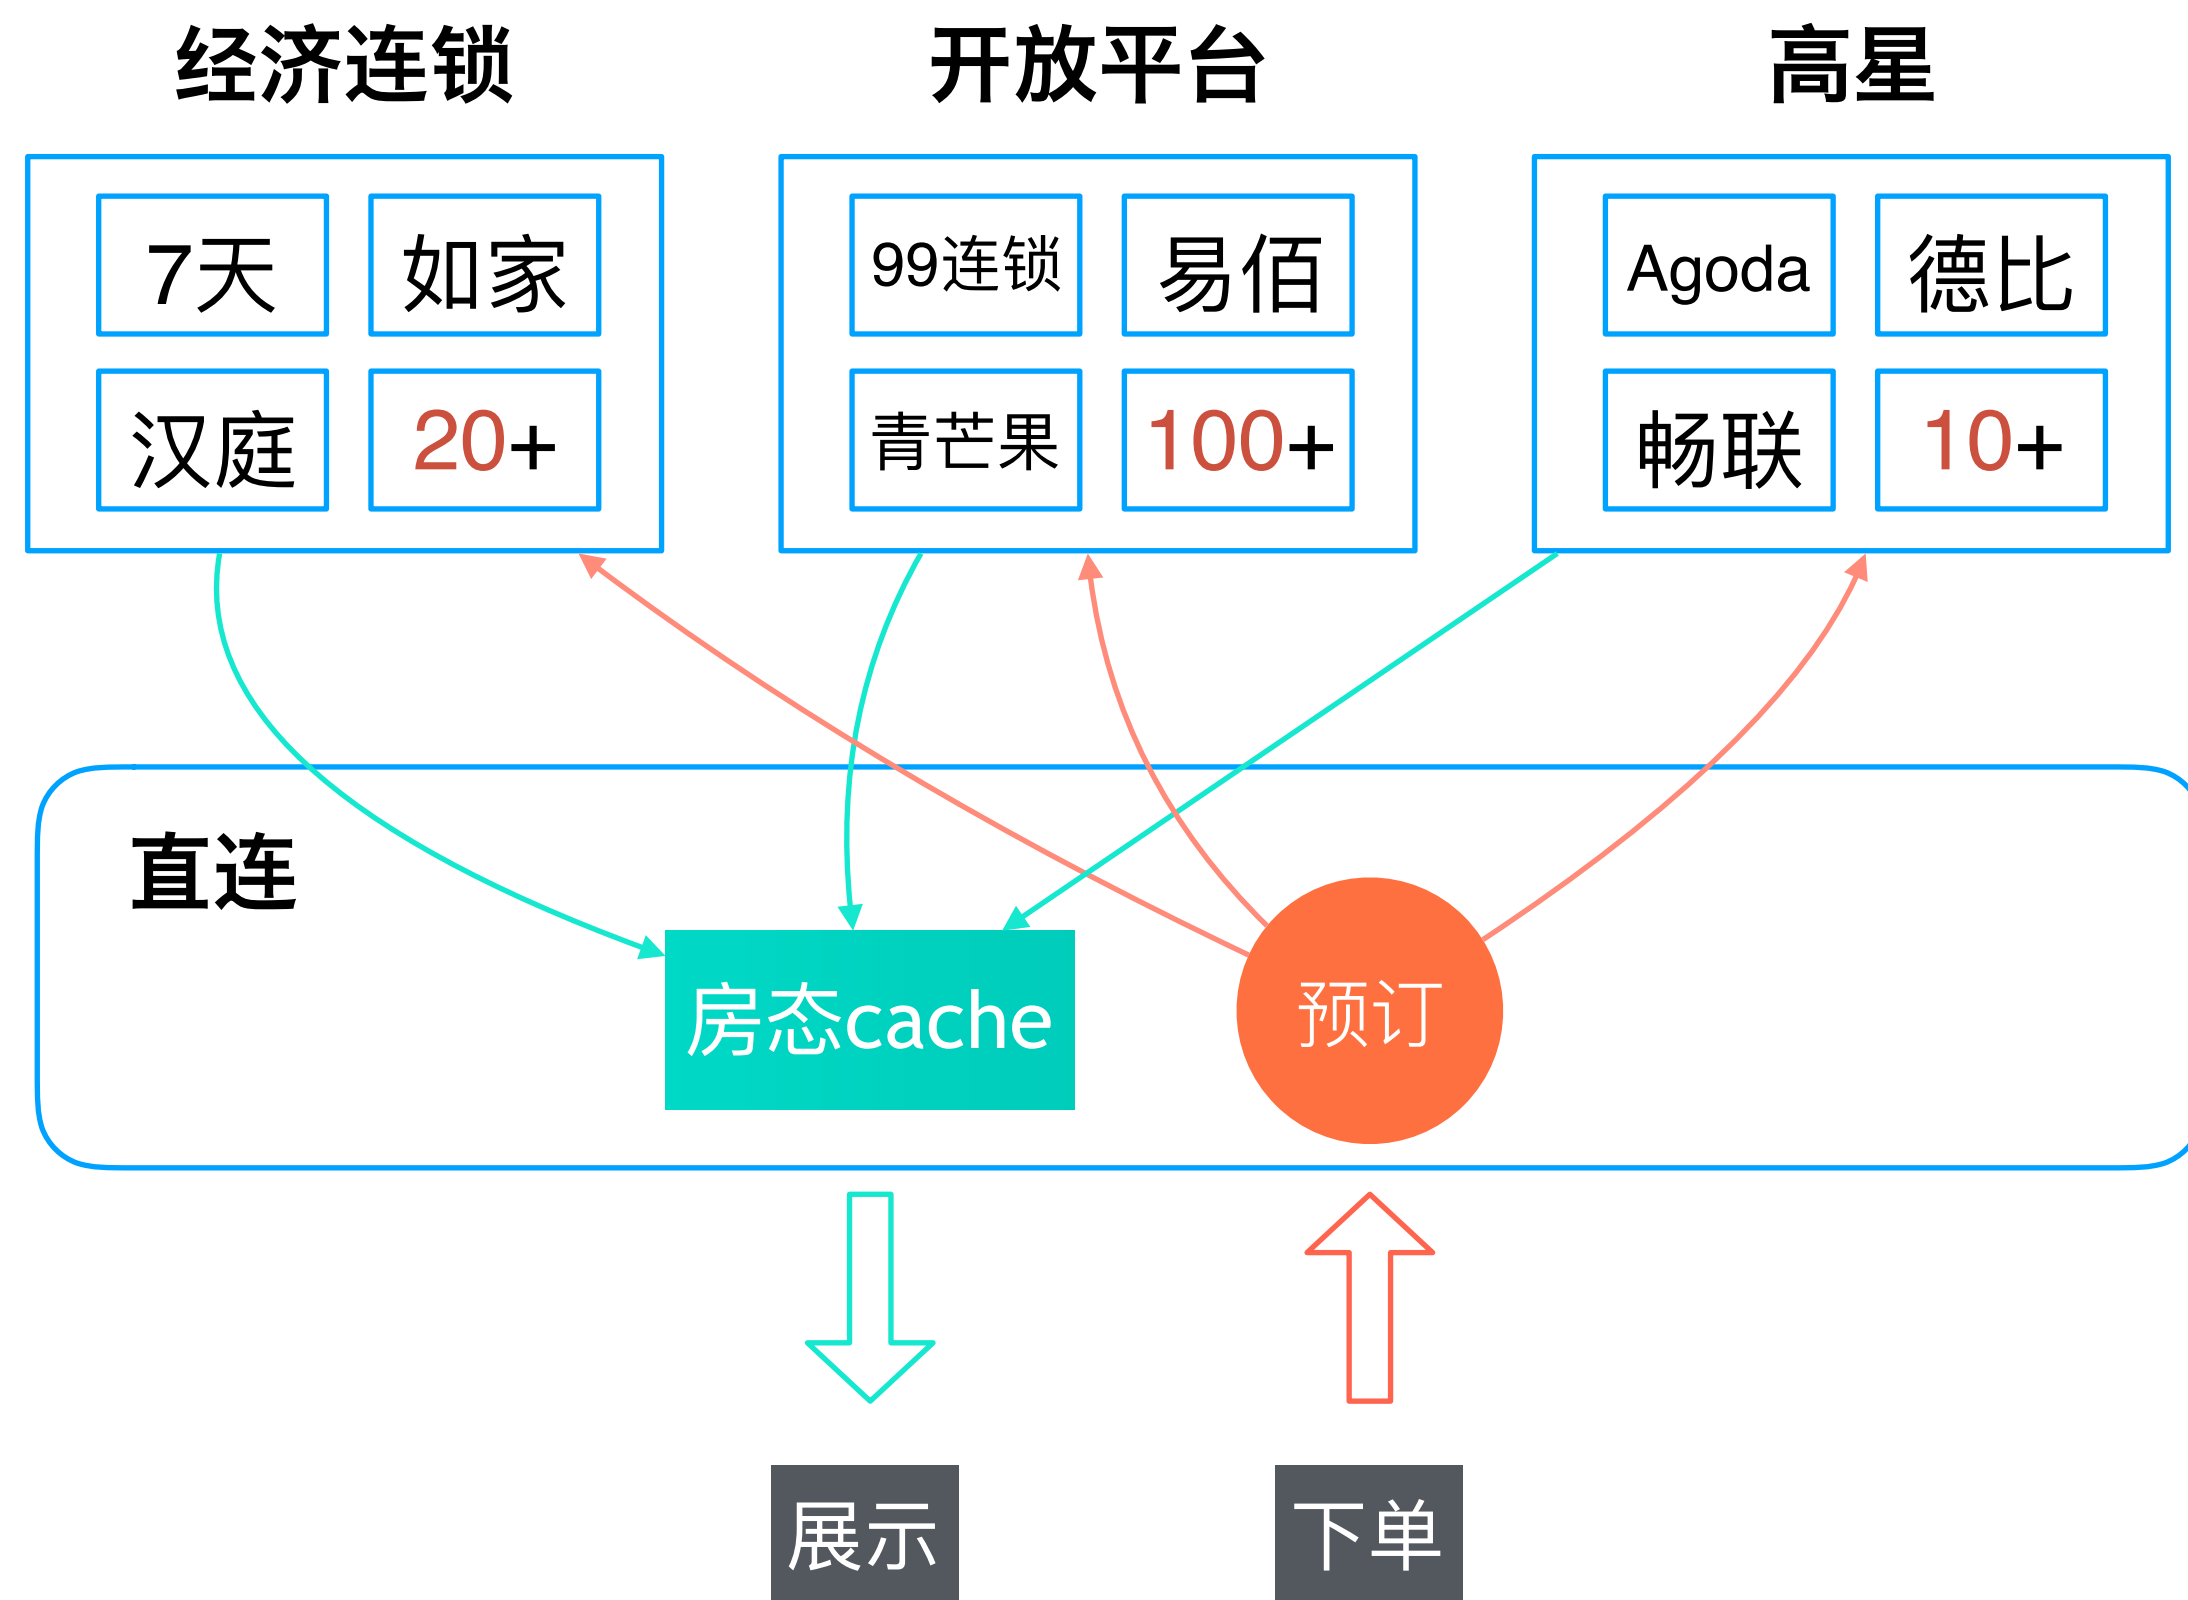 经济连锁
开放平台
高星
7天
如家
99连锁
易佰
Agoda
德比
汉庭
20+
青芒果
100+
畅联
10+
直连
房态cache
预订
展示
下单